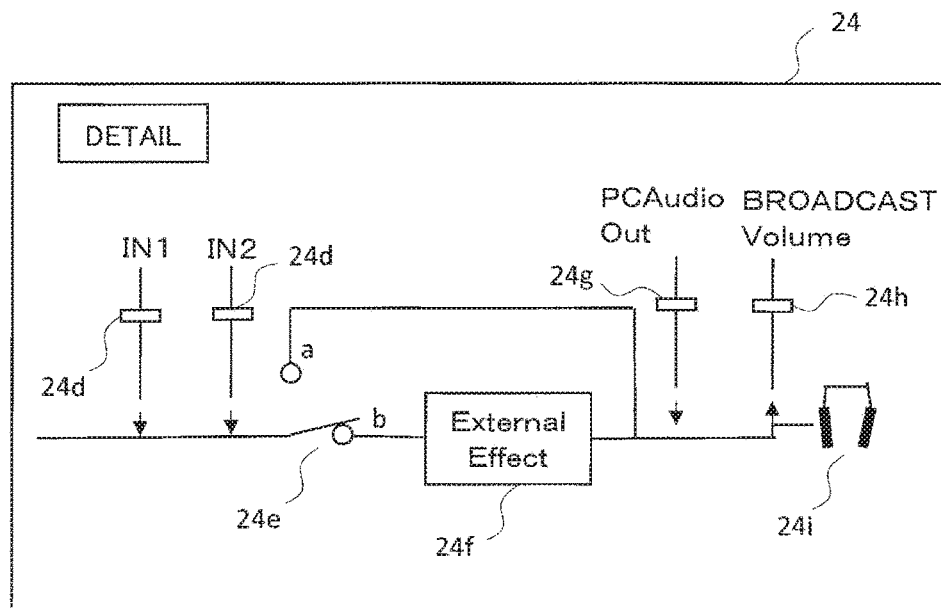 24
DETAIL
PCAudio
Out
BROADCAST
Volume
IN1
IN2
24d
24g
24h
24d
a
b
External
Effect
24e
24f
24i